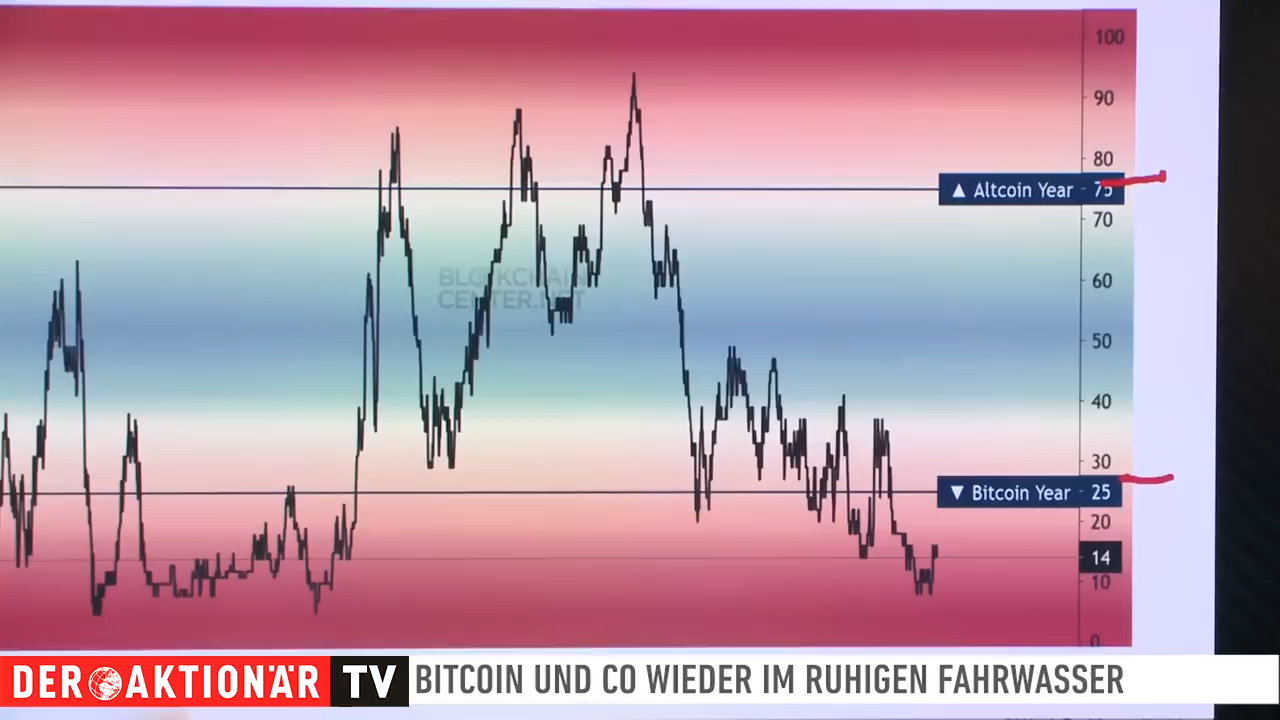 100
90
80
▲ Altcoin Year - 75
70
BLOCKCHAIN
CENTER.NET
60
50
40
30
▼ Bitcoin Year - 25
20
14
10
0
DER AKTIONÄR TV
BITCOIN UND CO WIEDER IM RUHIGEN FAHRWASSER